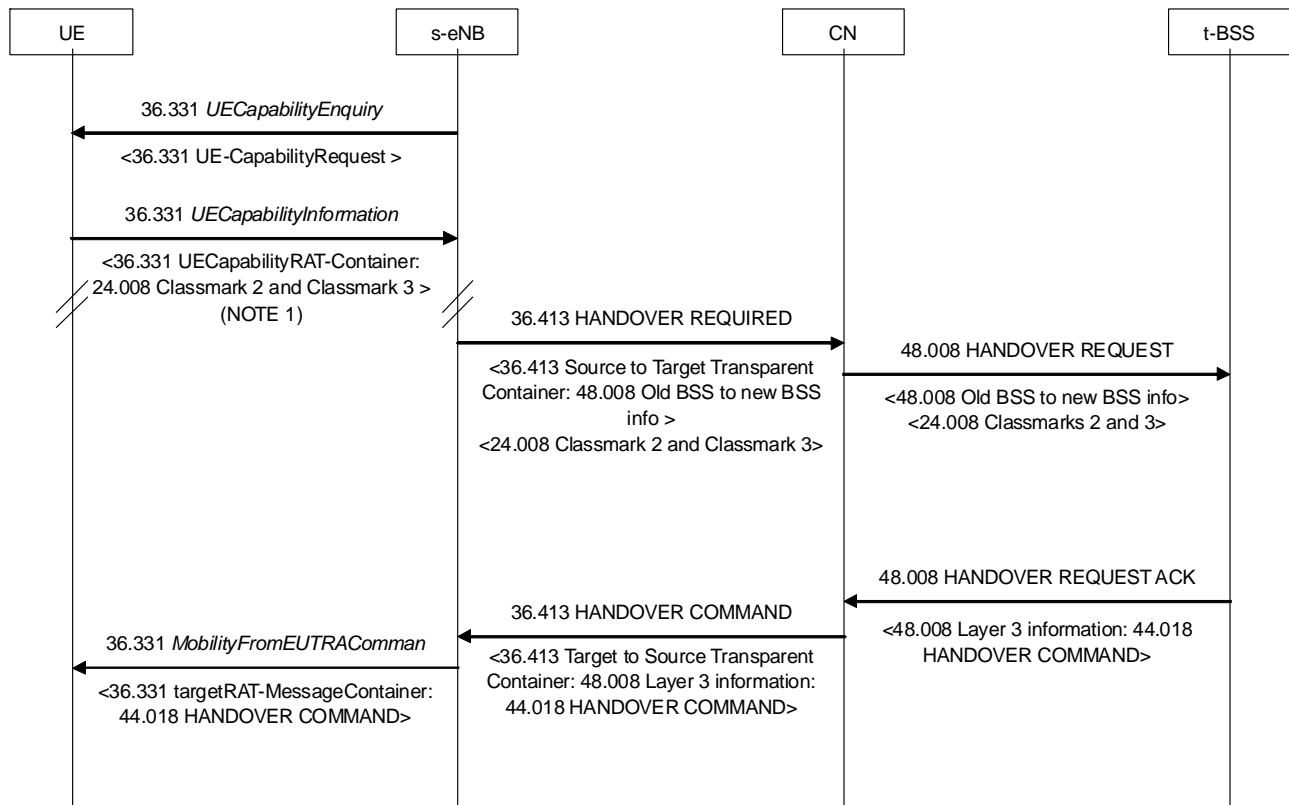 UE
s-eNB
CN
t-BSS
36.331 UECapabilityEnquiry
<36.331 UE-CapabilityRequest >
36.331 UECapabilityInformation
<36.331 UECapabilityRAT-Container:
24.008 Classmark 2 and Classmark 3 >
(NOTE 1)
36.413 HANDOVER REQUIRED
<36.413 Source to Target Transparent
Container: 48.008 Old BSS to new BSS
info >
<24.008 Classmark 2 and Classmark 3>
48.008 HANDOVER REQUEST
<48.008 Old BSS to new BSS info>
<24.008 Classmarks 2 and 3>
48.008 HANDOVER REQUEST ACK
<48.008 Layer 3 information: 44.018
HANDOVER COMMAND>
36.413 HANDOVER COMMAND
<36.413 Target to Source Transparent
Container: 48.008 Layer 3 information:
44.018 HANDOVER COMMAND>
36.331 MobilityFromEUTRAComman
<36.331 targetRAT-MessageContainer:
44.018 HANDOVER COMMAND>